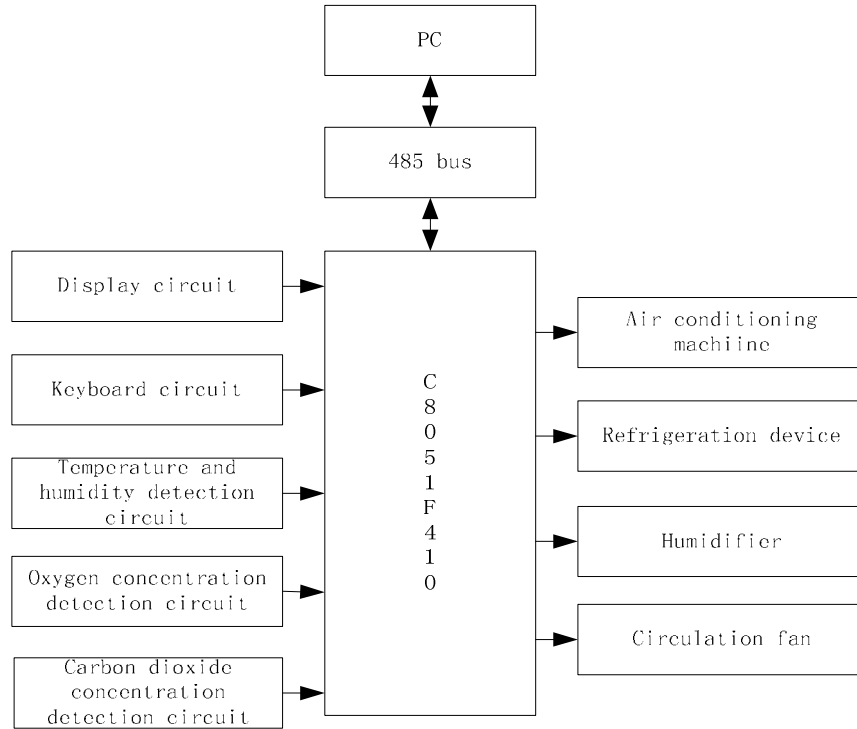 PC
485 bus
Display circuit
Keyboard circuit
Temperature and
humidity detection
circuit
Oxygen concentration
detection circuit
Carbon dioxide
concentration
detection circuit
C
8
0
5
1
F
4
1
0
Air conditioning
machiine
Refrigeration device
Humidifier
Circulation fan